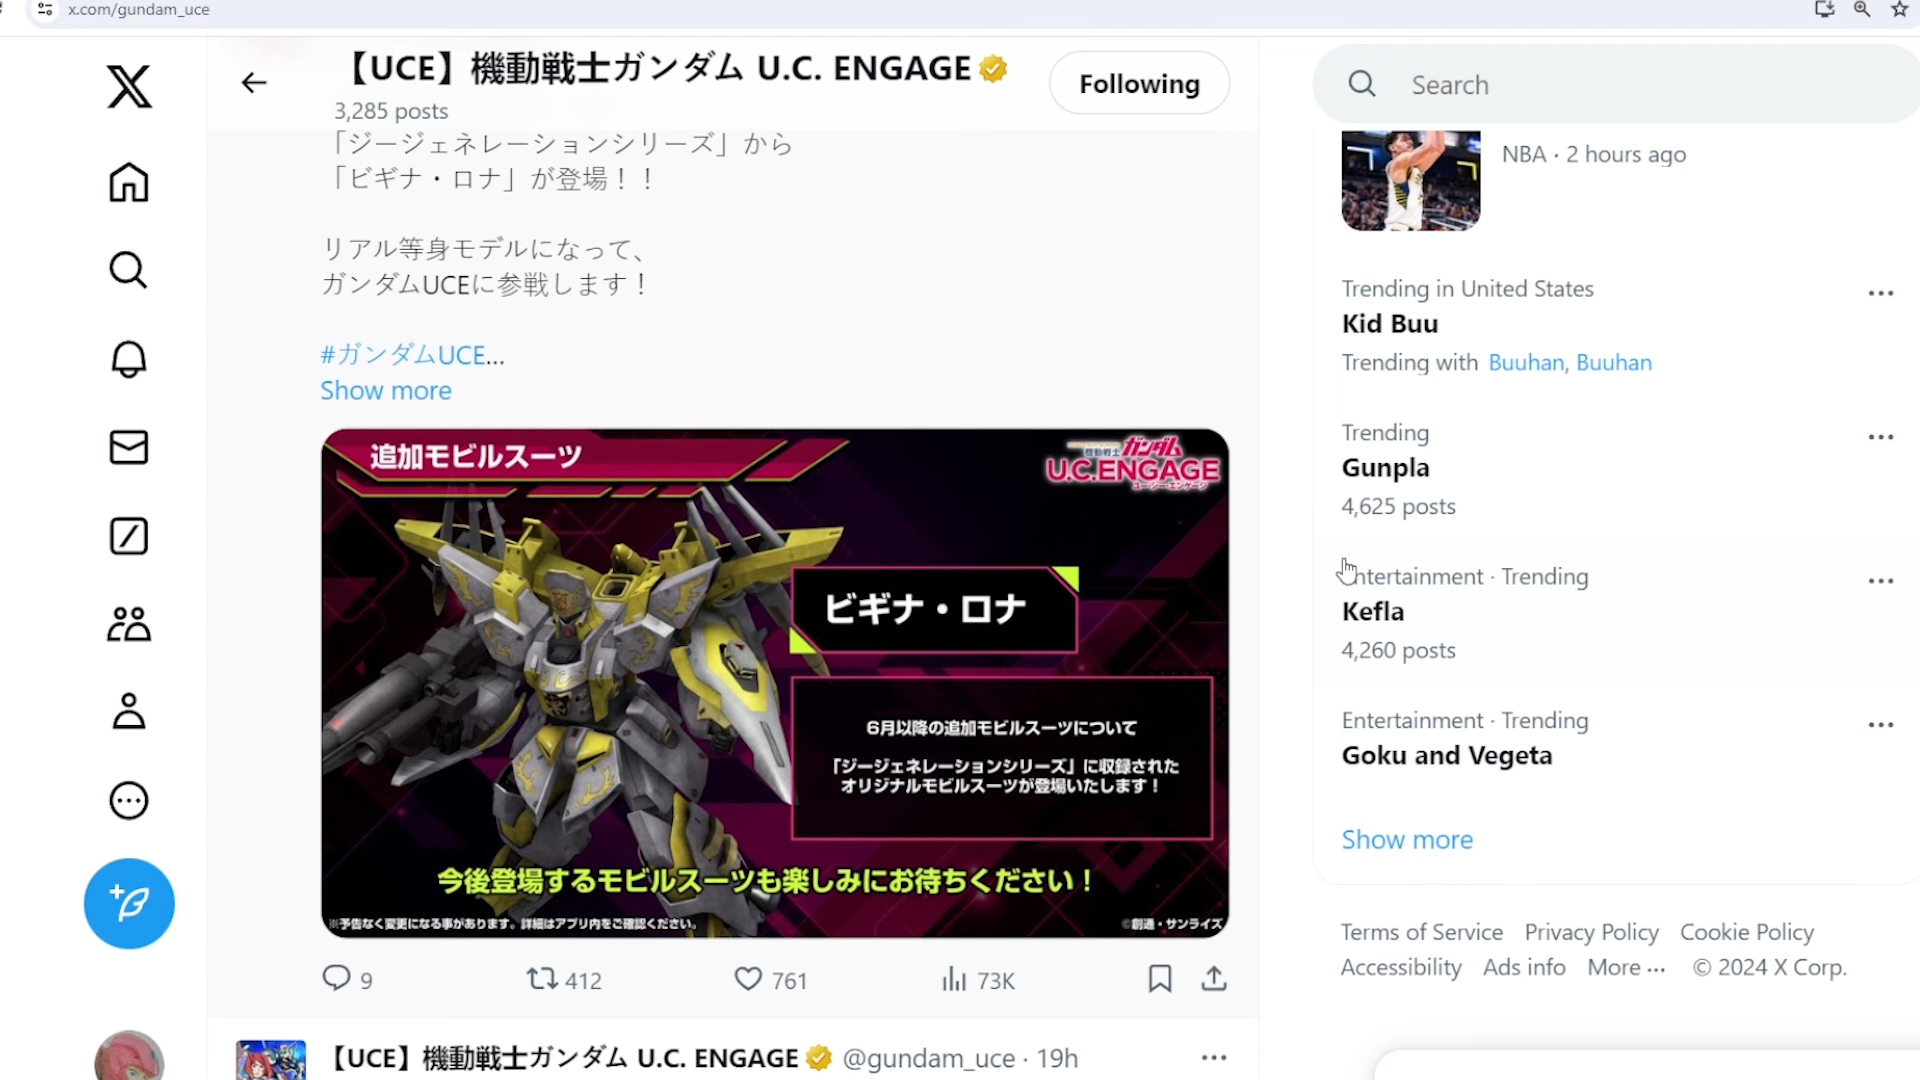 x.com/gundam_uce
【UCE】機動戦士ガンダム U.C. ENGAGE
3,285 posts
Following
「ジージェネレーションシリーズ」から
「ビギナ・ロナ」が登場！！
リアル等身モデルになって、
ガンダムUCEに参戦します！
#ガンダムUCE...
Show more
追加モビルスーツ
機動戦士ガンダム
U.C.ENGAGE
ユー・シー・エンゲージ
ビギナ・ロナ
6月以降の追加モビルスーツについて
「ジージェネレーションシリーズ」に収録された
オリジナルモビルスーツが登場いたします！
今後登場するモビルスーツも楽しみにお待ちください！
※予告なく変更になる事があります。詳細はアプリ内をご確認ください。
©創通・サンライズ
9 412 761 73K
【UCE】機動戦士ガンダム U.C. ENGAGE @gundam_uce · 19h
Search
NBA · 2 hours ago
Trending in United States
Kid Buu
Trending with Buuhan, Buuhan
Trending
Gunpla
4,625 posts
Entertainment · Trending
Kefla
4,260 posts
Entertainment · Trending
Goku and Vegeta
Show more
Terms of Service Privacy Policy Cookie Policy
Accessibility Ads info More ··· © 2024 X Corp.